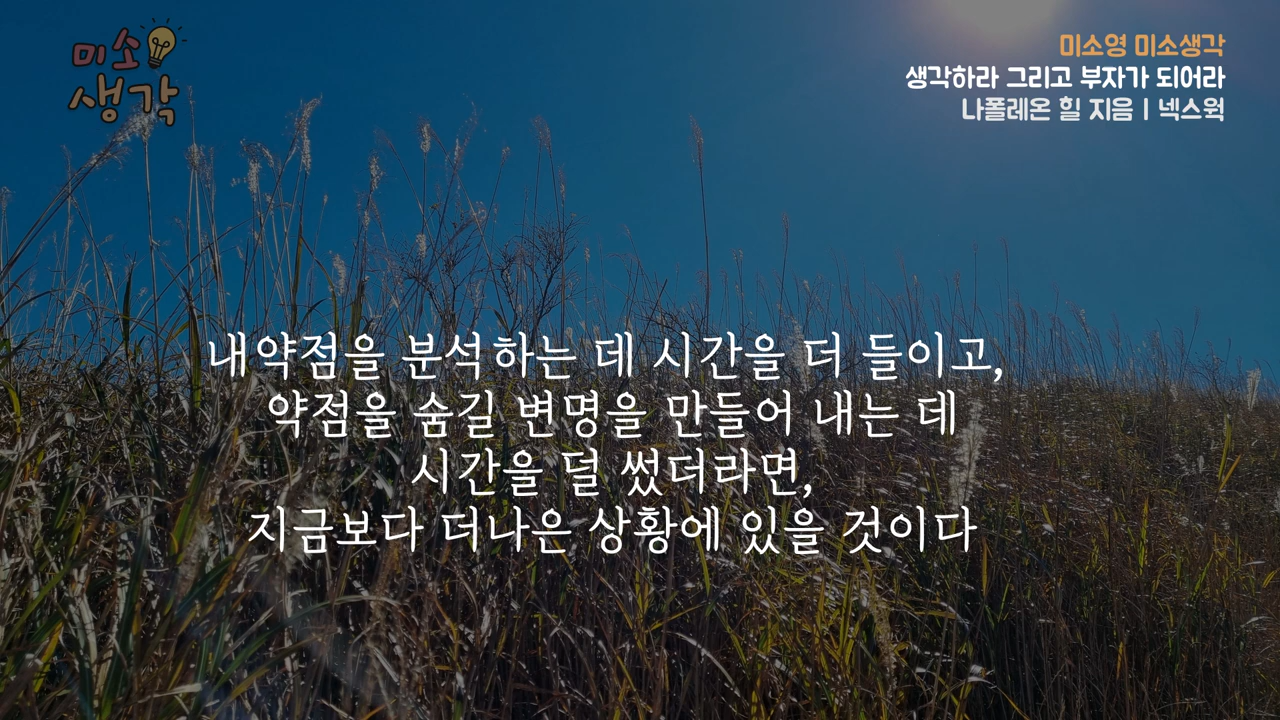 미소
생각
미소영 미소생각
생각하라 그리고 부자가 되어라
나폴레온 힐 지음 | 넥스웍
내약점을 분석하는 데 시간을 더 들이고,
약점을 숨길 변명을 만들어 내는 데
시간을 덜 썼더라면,
지금보다 더나은 상황에 있을 것이다